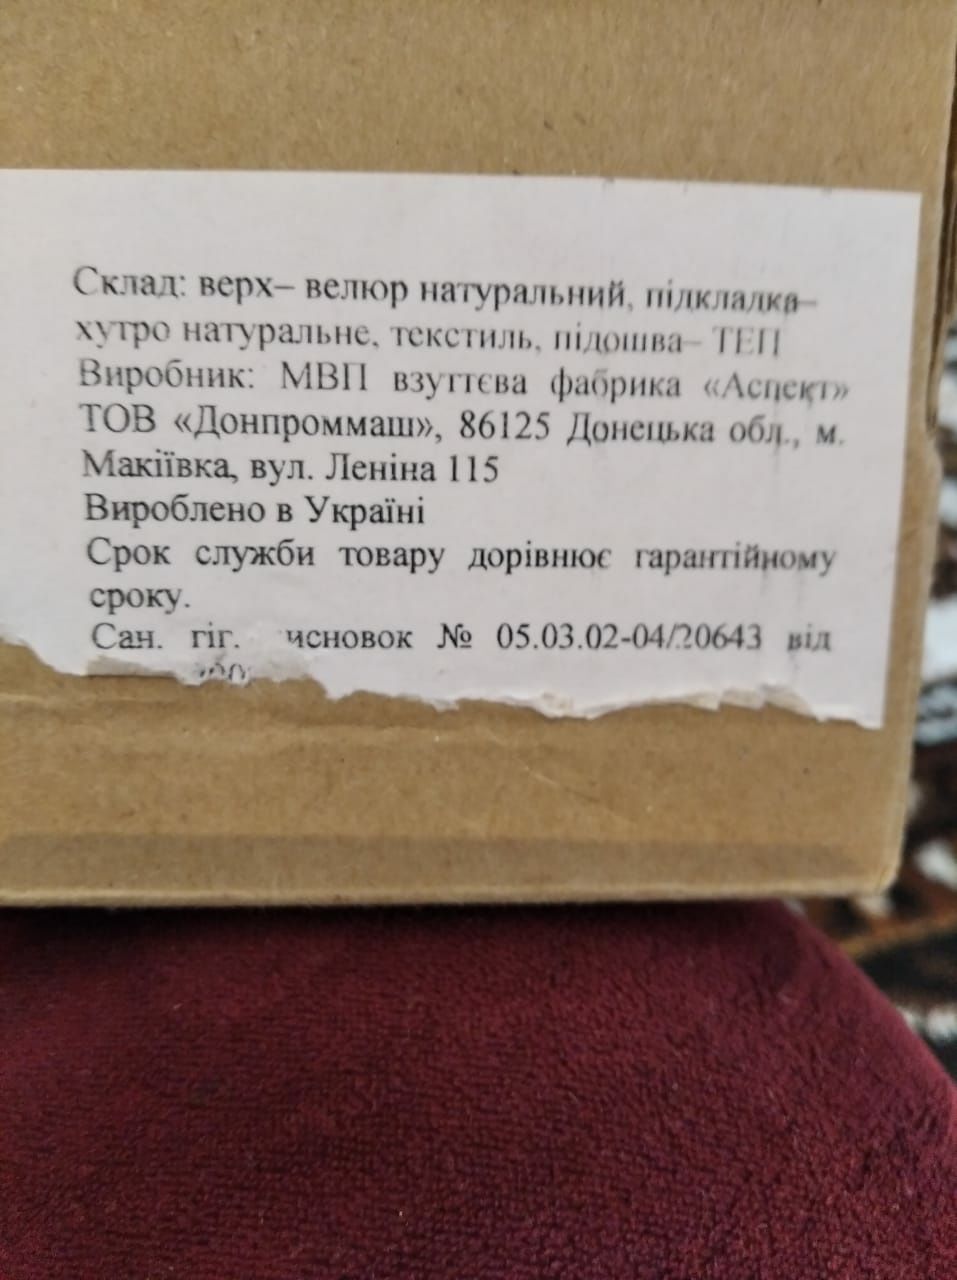 Склад: верх– велюр натуральний, підкладка–
хутро натуральне, текстиль, підошва– ТЕП
Виробник: МВП взуттєва фабрика «Аспект»
ТОВ «Донпроммаш», 86125 Донецька обл., м.
Макіївка, вул. Леніна 115
Вироблено в Україні
Срок служби товару дорівнює гарантійному
сроку.
Сан. гіг. исновок № 05.03.02-04/20643 від